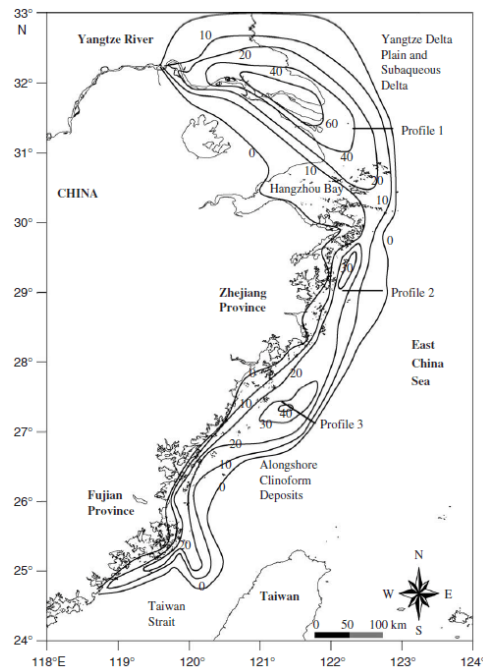 33°
N
Yangtze River
10
20
40
Yangtze Delta
Plain and
Subaqueous
Delta
32°
60
Profile 1
40
31°
0
10
20
Hangzhou Bay
10
CHINA
30°
0
30
29°
Zhejiang
Province
Profile 2
East
China
Sea
28°
0
20
10
40
30
Profile 3
27°
20
10
0
Alongshore
Clinoform
Deposits
26°
Fujian
Province
20
25°
0
Taiwan
Strait
Taiwan
N
W
E
S
0 50 100 km
24°
118°E
119°
120°
121°
122°
123°
124°